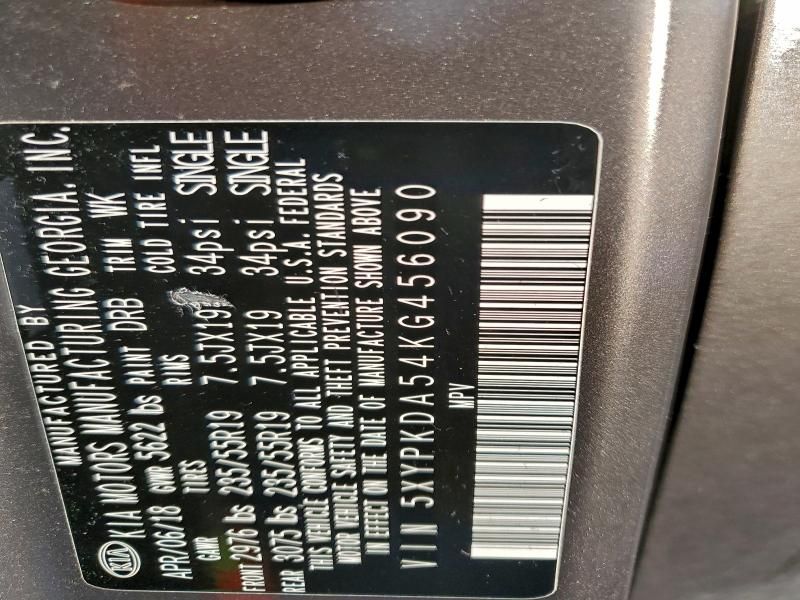 MANUFACTURED BY
KIA KIA MOTORS MANUFACTURING GEORGIA. INC.
APR/06/18 GVWR 5622 lbs PAINT DRB TRIM WK
GAWR TIRES RIMS COLD TIRE INFL
FRONT 2976 lbs 235/55R19 7.5JX19 34psi SINGLE
REAR 3075 lbs 235/55R19 7.5JX19 34psi SINGLE
THIS VEHICLE CONFORMS TO ALL APPLICABLE U.S.A. FEDERAL
MOTOR VEHICLE SAFETY AND THEFT PREVENTION STANDARDS
IN EFFECT ON THE DATE OF MANUFACTURE SHOWN ABOVE
VIN 5XYPKDA54KG456090
MPV